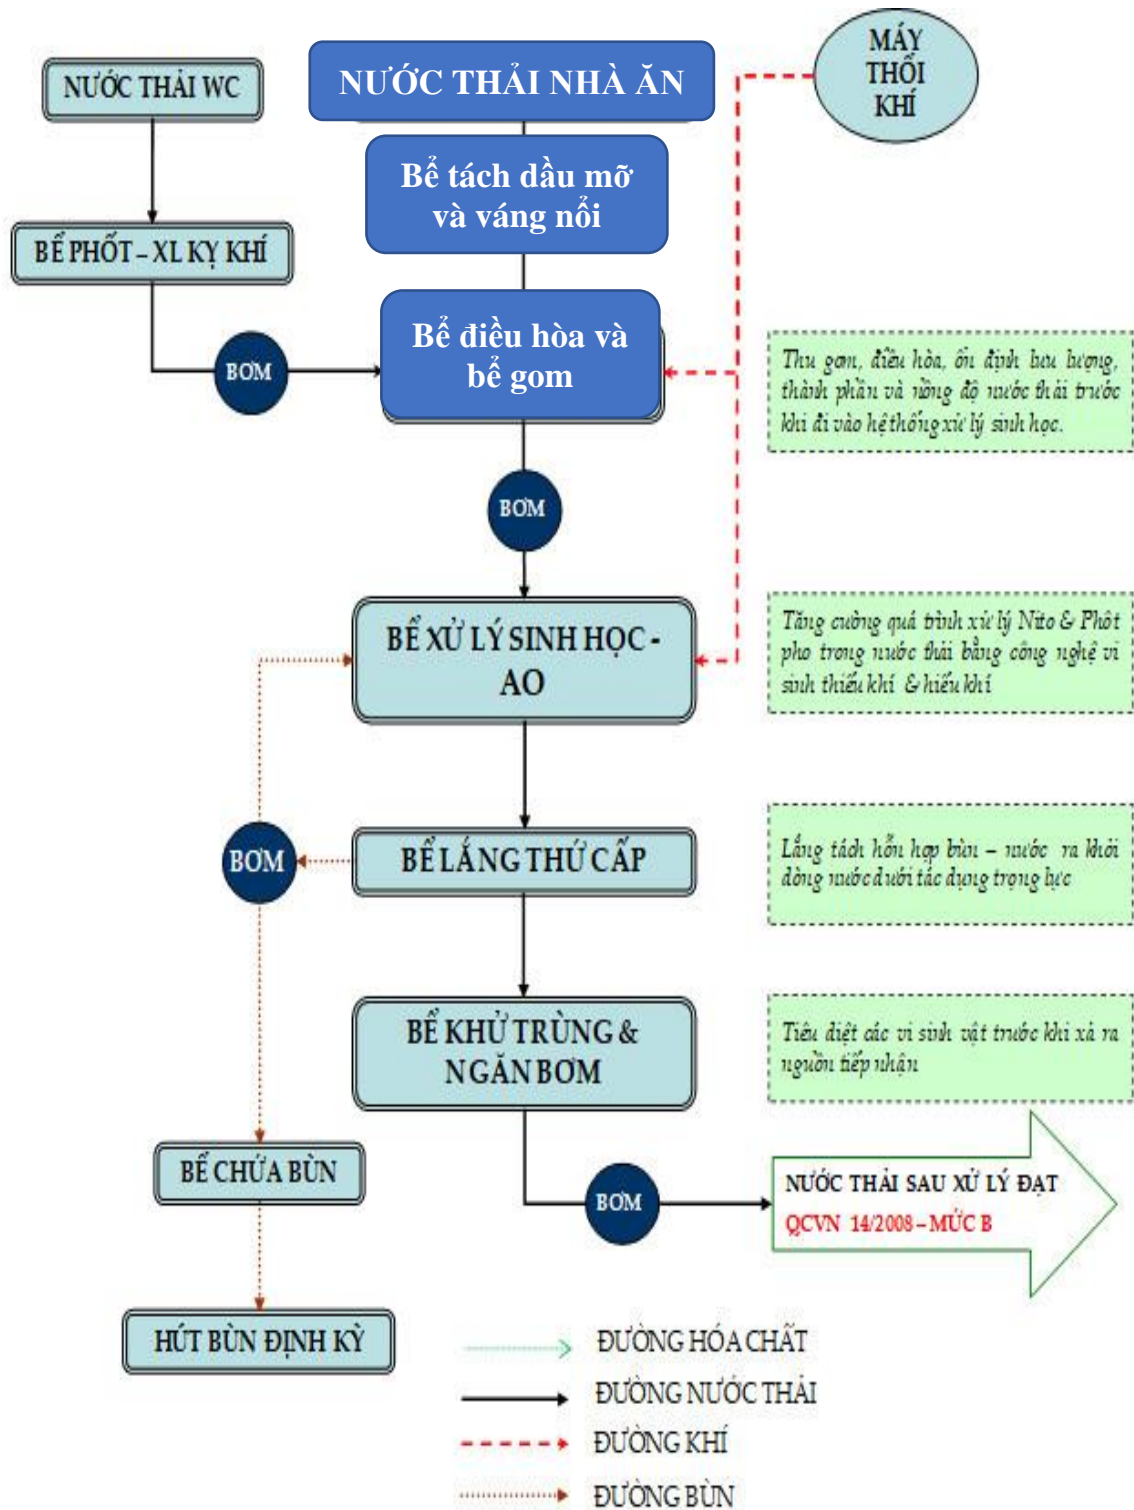 NƯỚC THẢI WC
NƯỚC THẢI NHÀ ĂN
MÁY
THỔI
KHÍ
Bể tách dầu mỡ
và váng nổi
BỂ PHỐT – XL KỴ KHÍ
BƠM
Bể điều hòa và
bể gom
Thu gom, điều hòa, ổn định lưu lượng,
thành phần và nồng độ nước thải trước
khi đi vào hệ thống xử lý sinh học.
BƠM
BỂ XỬ LÝ SINH HỌC -
AO
Tăng cường quá trình xử lý Nito & Phôt
pho trong nước thải bằng công nghệ vi
sinh thiếu khí & hiếu khí
BƠM
BỂ LẮNG THỨ CẤP
Lắng tách hỗn hợp bùn – nước ra khỏi
dòng nước dưới tác dụng trọng lực
BỂ KHỬ TRÙNG &
NGĂN BƠM
Tiêu diệt các vi sinh vật trước khi xả ra
nguồn tiếp nhận
BỂ CHỨA BÙN
BƠM
NƯỚC THẢI SAU XỬ LÝ ĐẠT
QCVN 14/2008 – MỨC B
HÚT BÙN ĐỊNH KỲ
ĐƯỜNG HÓA CHẤT
ĐƯỜNG NƯỚC THẢI
ĐƯỜNG KHÍ
ĐƯỜNG BÙN